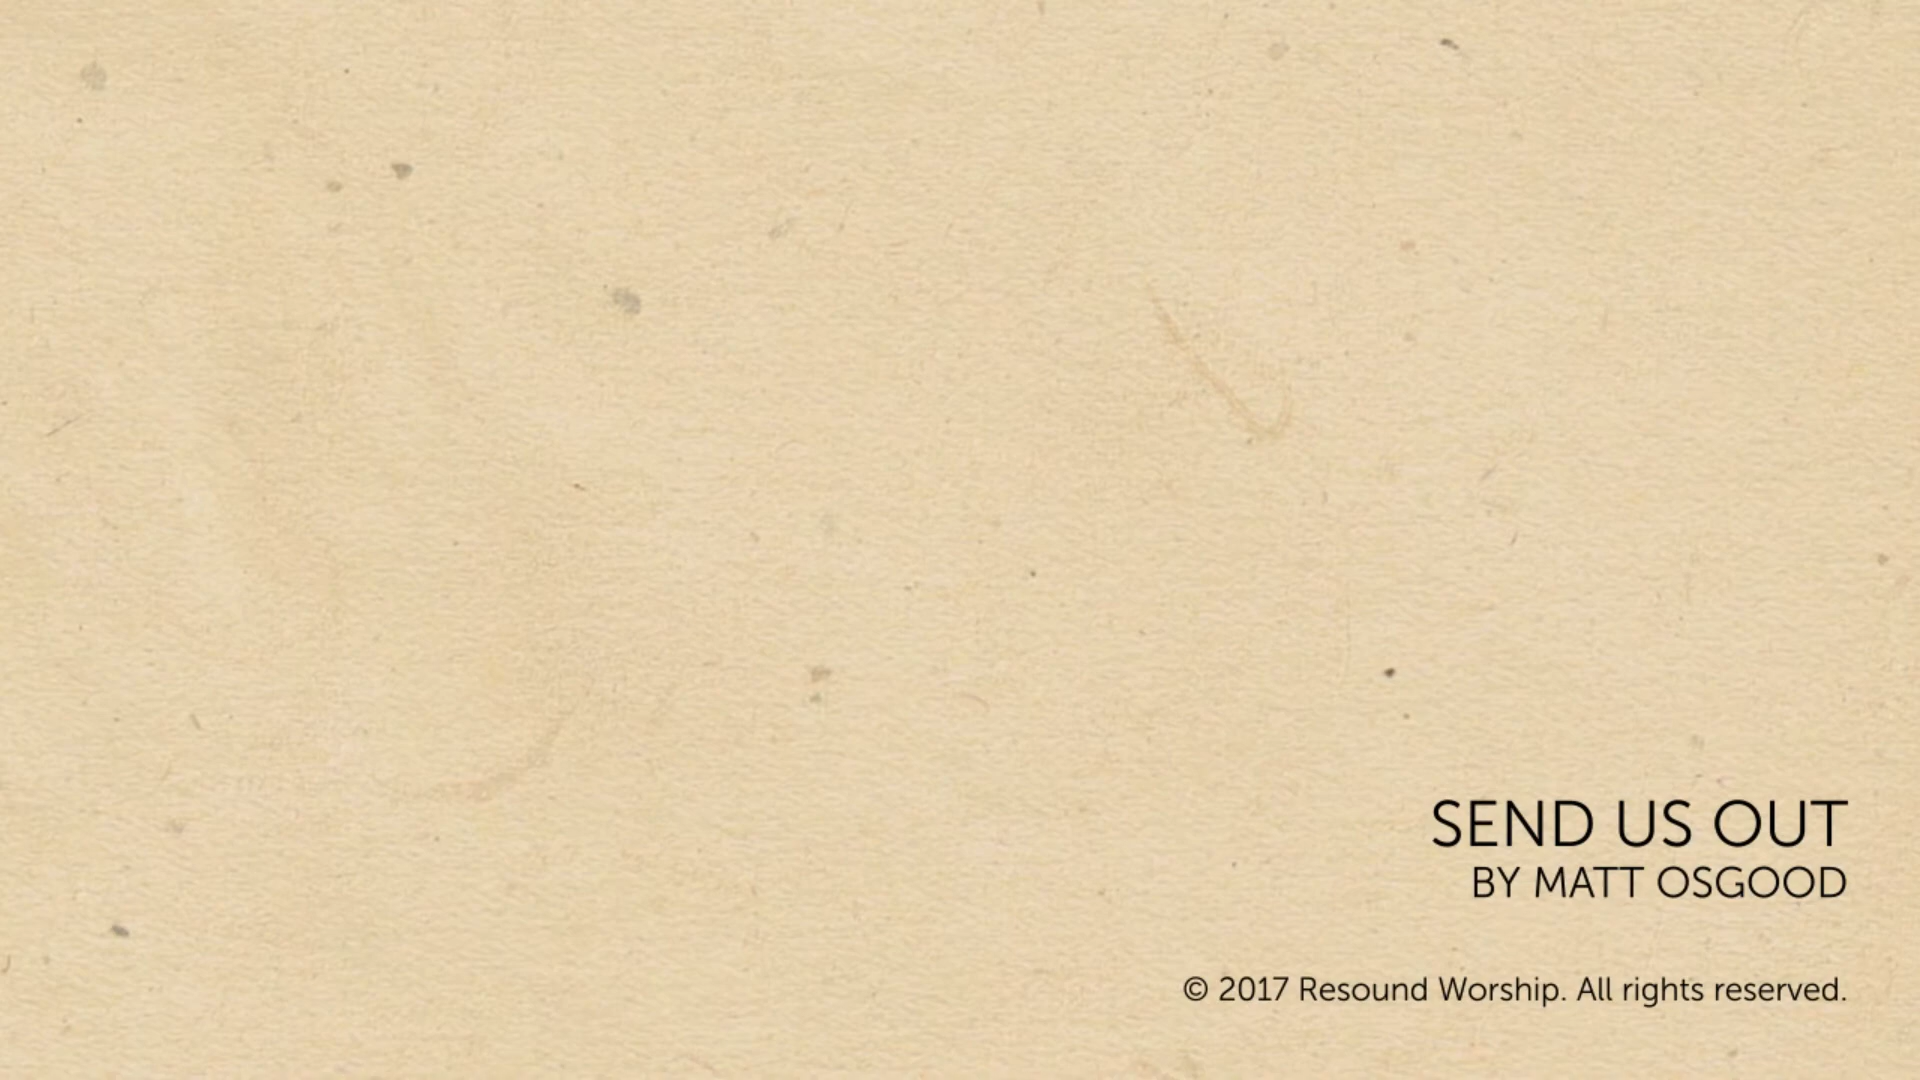 SEND US OUT
BY MATT OSGOOD
© 2017 Resound Worship. All rights reserved.